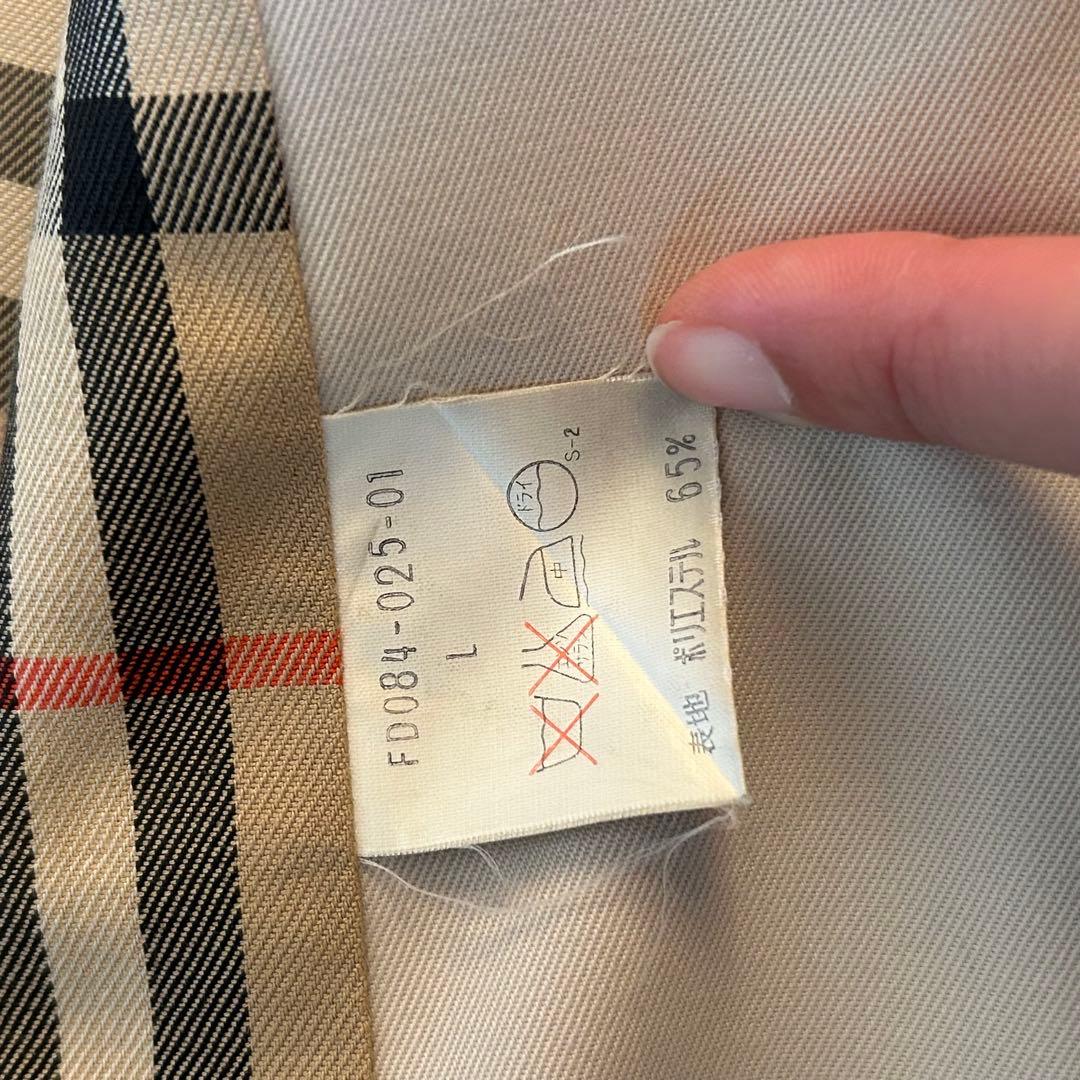 FD084-025-01
L
中
ドライ
S-2
表地 ポリエステル 65%